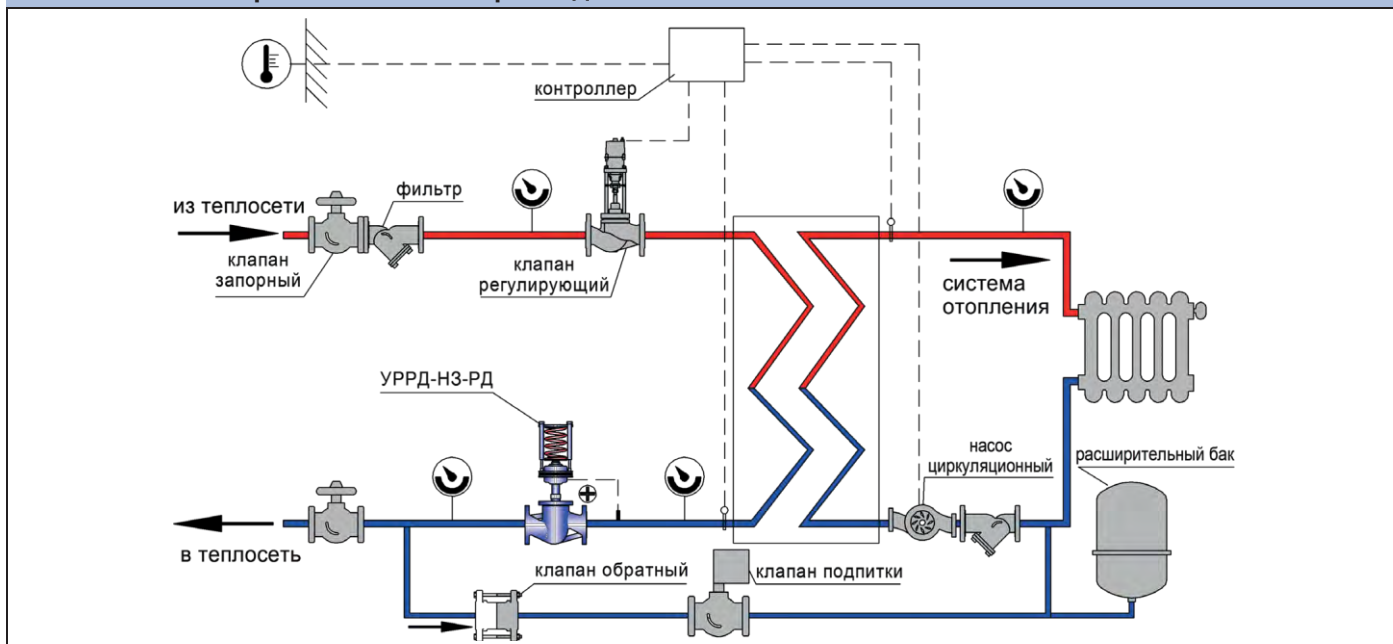 контроллер
фильтр
из теплосети
клапан
запорный
клапан
регулирующий
система
отопления
УРРД-НЗ-РД
насос
циркуляционный
расширительный бак
в теплосеть
клапан обратный
клапан подпитки